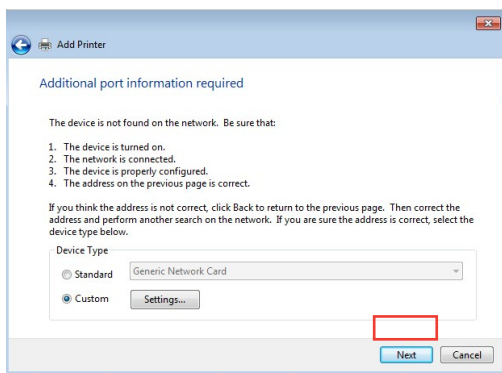 Add Printer
Additional port information required
The device is not found on the network. Be sure that:
1. The device is turned on.
2. The network is connected.
3. The device is properly configured.
4. The address on the previous page is correct.
If you think the address is not correct, click Back to return to the previous page. Then correct the
address and perform another search on the network. If you are sure the address is correct, select the
device type below.
Device Type
Standard
Generic Network Card
Custom
Settings...
Next
Cancel